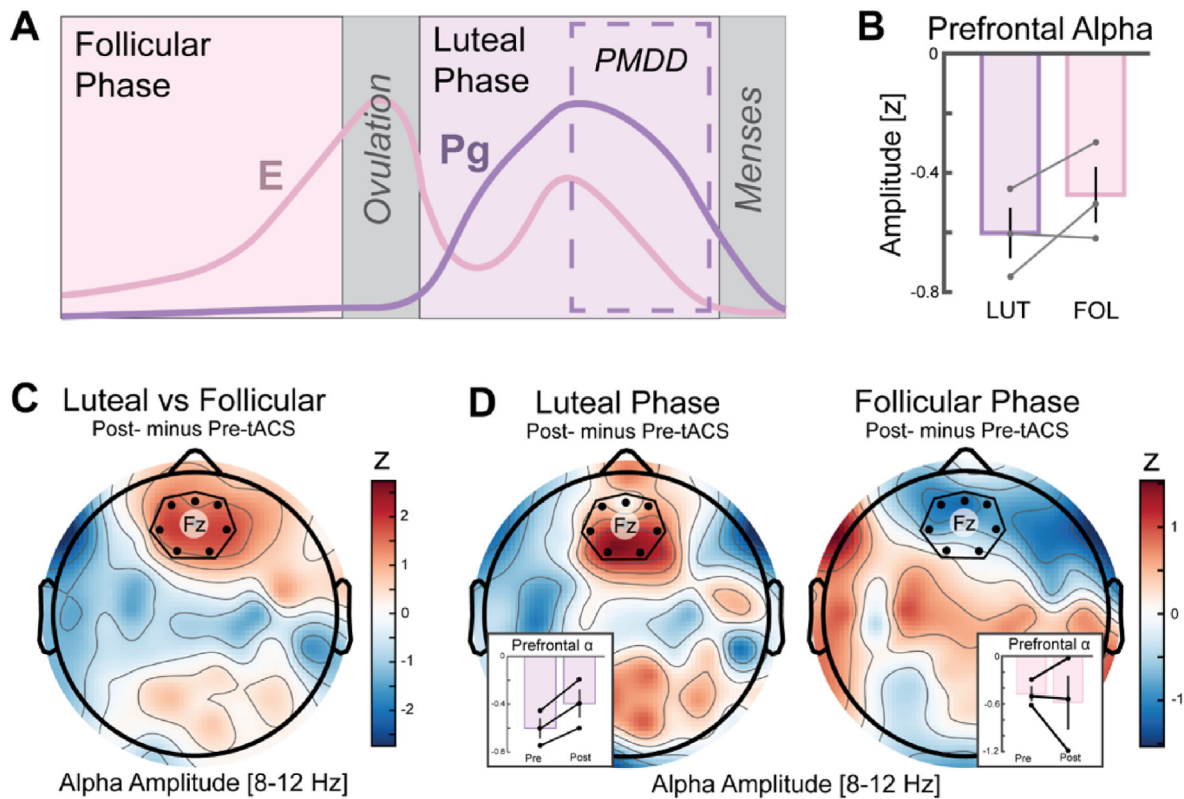 A
Follicular
Phase
E
Ovulation
Luteal
Phase
Pg
PMDD
Menses
B
Prefrontal Alpha
Amplitude [z]
0
-0.4
-0.8
LUT
FOL
C
Luteal vs Follicular
Post- minus Pre-tACS
Fz
z
2
1
0
-1
-2
Alpha Amplitude [8-12 Hz]
D
Luteal Phase
Post- minus Pre-tACS
Fz
Prefrontal α
0
-0.4
-0.8
Pre
Post
Follicular Phase
Post- minus Pre-tACS
Fz
Prefrontal α
0
-0.6
-1.2
Pre
Post
z
1
0
-1
Alpha Amplitude [8-12 Hz]